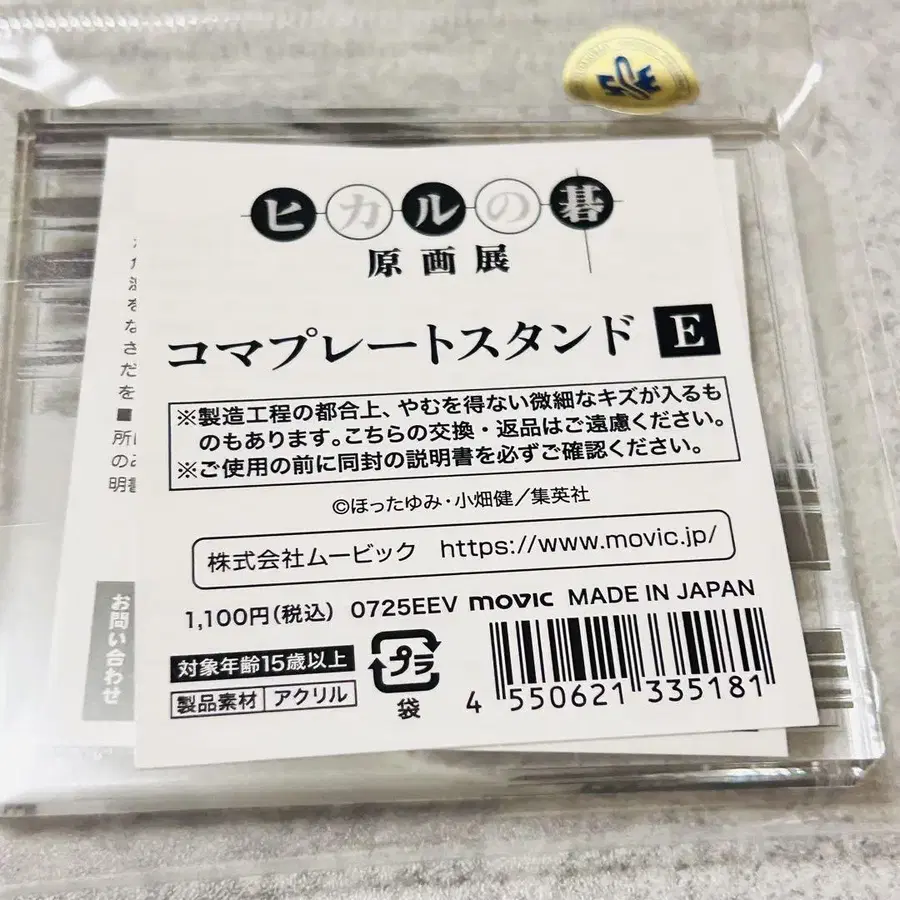 ヒカルの碁
原画展
コマプレートスタンド E
※製造工程の都合上、やむを得ない微細なキズが入るも
のもあります。こちらの交換・返品はご遠慮ください。
※ご使用の前に同封の説明書を必ずご確認ください。
©ほったゆみ・小畑健／集英社
株式会社ムービック https://www.movic.jp/
1,100円(税込) 0725EEV movic MADE IN JAPAN
対象年齢15歳以上
製品素材 アクリル
プラ
袋
4 550621 335181
お問い合わせ